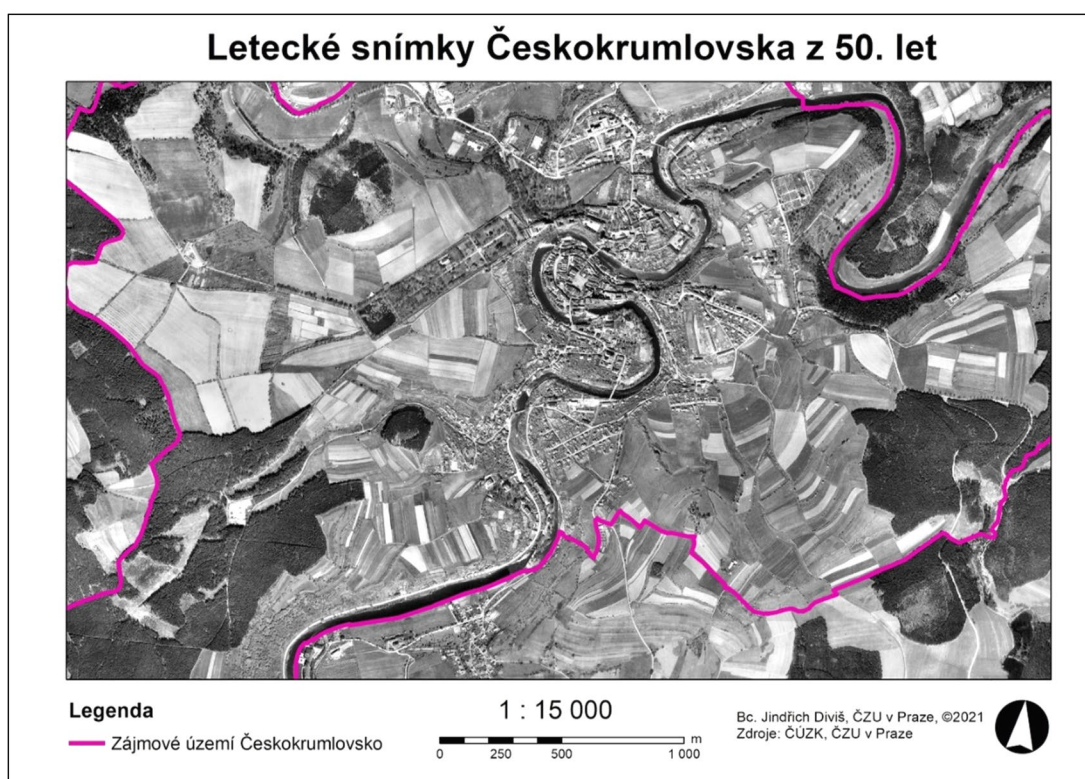 Letecké snímky Českokrumlovska z 50. let
Legenda
Zájmové území Českokrumlovsko
1 : 15 000
m
0 250 500 1 000
Bc. Jindřich Diviš, ČZU v Praze, ©2021
Zdroje: ČÚZK, ČZU v Praze